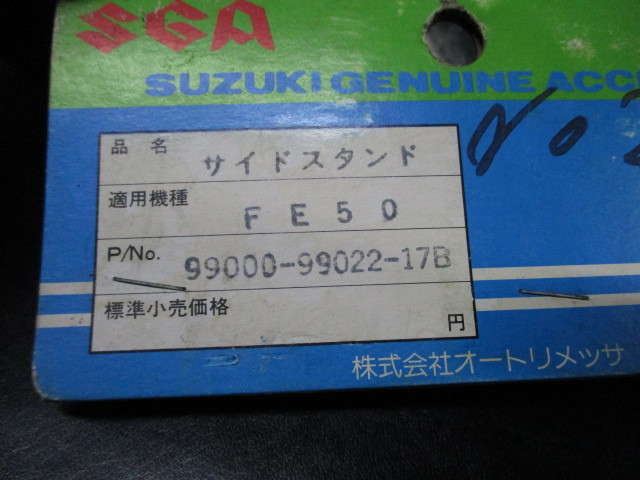 SGA
SUZUKI GENUINE ACC
No 2
品名 サイドスタンド
適用機種 FE50
P/No. 99000-99022-17B
標準小売価格 円
株式会社オートリメッサ